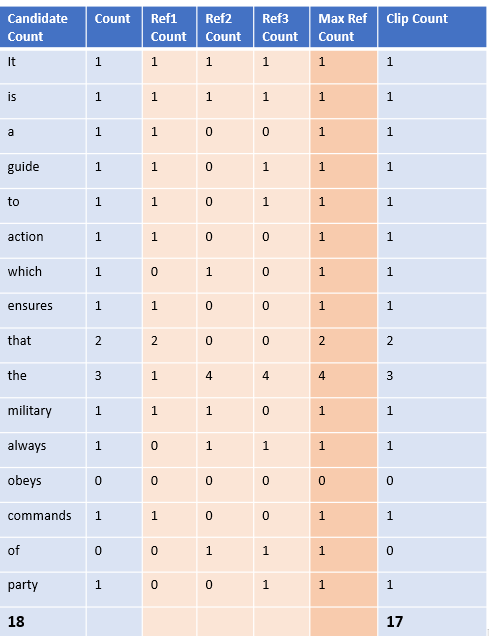 Candidate Count | Count | Ref1 Count | Ref2 Count | Ref3 Count | Max Ref Count | Clip Count
It | 1 | 1 | 1 | 1 | 1 | 1
is | 1 | 1 | 1 | 1 | 1 | 1
a | 1 | 1 | 0 | 0 | 1 | 1
guide | 1 | 1 | 0 | 1 | 1 | 1
to | 1 | 1 | 0 | 1 | 1 | 1
action | 1 | 1 | 0 | 0 | 1 | 1
which | 1 | 0 | 1 | 0 | 1 | 1
ensures | 1 | 1 | 0 | 0 | 1 | 1
that | 2 | 2 | 0 | 0 | 2 | 2
the | 3 | 1 | 4 | 4 | 4 | 3
military | 1 | 1 | 1 | 0 | 1 | 1
always | 1 | 0 | 1 | 1 | 1 | 1
obeys | 0 | 0 | 0 | 0 | 0 | 0
commands | 1 | 1 | 0 | 0 | 1 | 1
of | 0 | 0 | 1 | 1 | 1 | 0
party | 1 | 0 | 0 | 1 | 1 | 1
18 | | | | | | 17